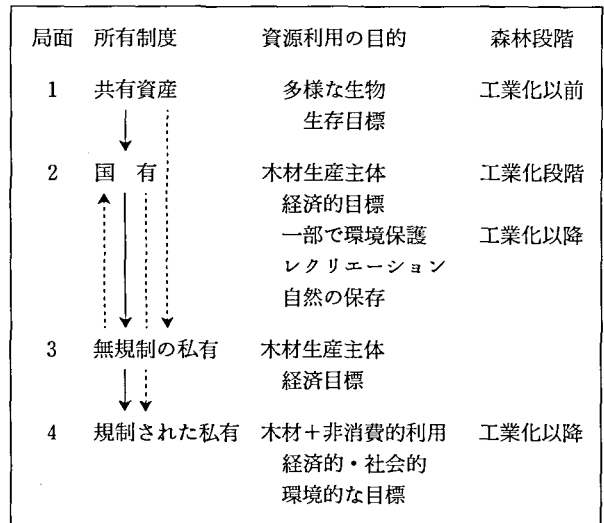 局面 所有制度 資源利用の目的 森林段階
1 共有資産 多様な生物 工業化以前
生存目標
2 国 有 木材生産主体 工業化段階
経済的目標
一部で環境保護 工業化以降
レクリエーション
自然の保存
3 無規制の私有 木材生産主体
経済目標
4 規制された私有 木材+非消費的利用 工業化以降
経済的・社会的
環境的な目標